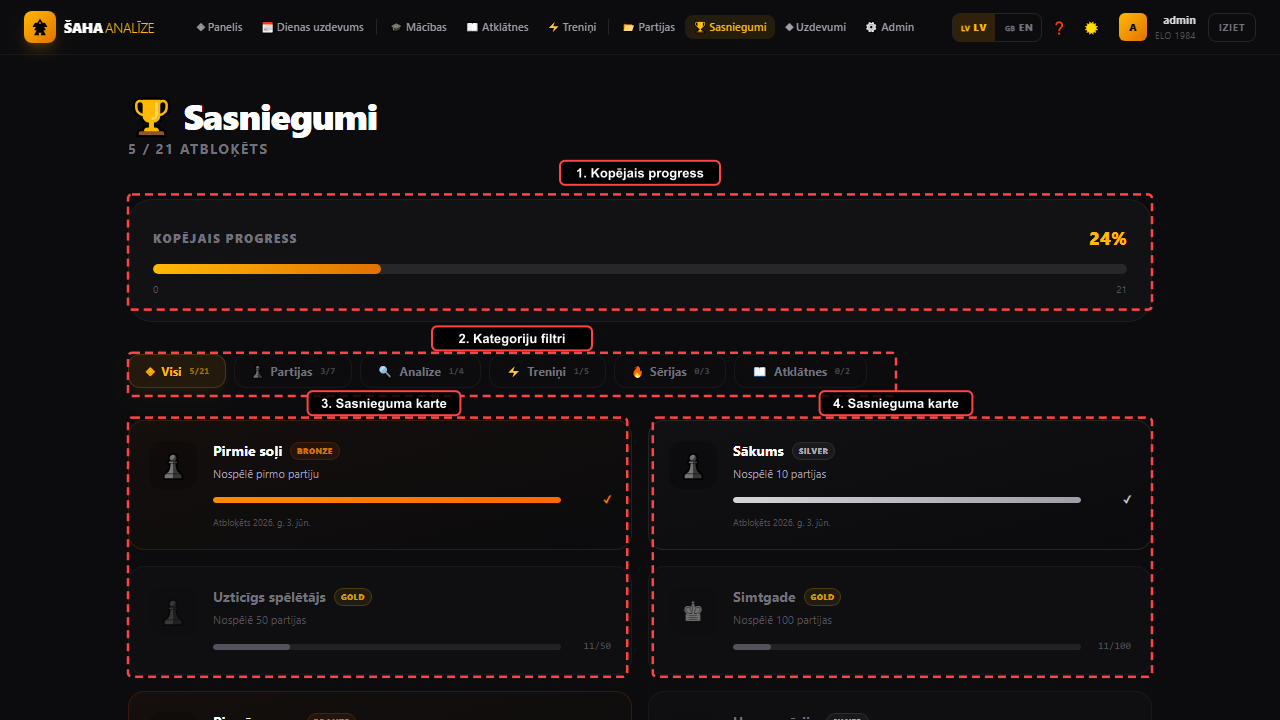 ŠAHA ANALĪZE
Panelis
Dienas uzdevums
Mācības
Atklātnes
Treniņi
Partijas
Sasniegumi
Uzdevumi
Admin
LV LV
GB EN
A
admin
ELO 1984
IZIET
Sasniegumi
5 / 21 ATBLOĶĒTS
1. Kopējais progress
KOPĒJAIS PROGRESS
24%
0
21
2. Kategoriju filtri
Visi 5/21
Partijas 3/7
Analīze 1/4
Treniņi 1/5
Sērijas 0/3
Atklātnes 0/2
3. Sasnieguma karte
4. Sasnieguma karte
Pirmie soļi BRONZE
Nospēlē pirmo partiju
Atbloķēts 2026. g. 3. jūn.
Sākums SILVER
Nospēlē 10 partijas
Atbloķēts 2026. g. 3. jūn.
Uzticīgs spēlētājs GOLD
Nospēlē 50 partijas
11/50
Simtgade GOLD
Nospēlē 100 partijas
11/100